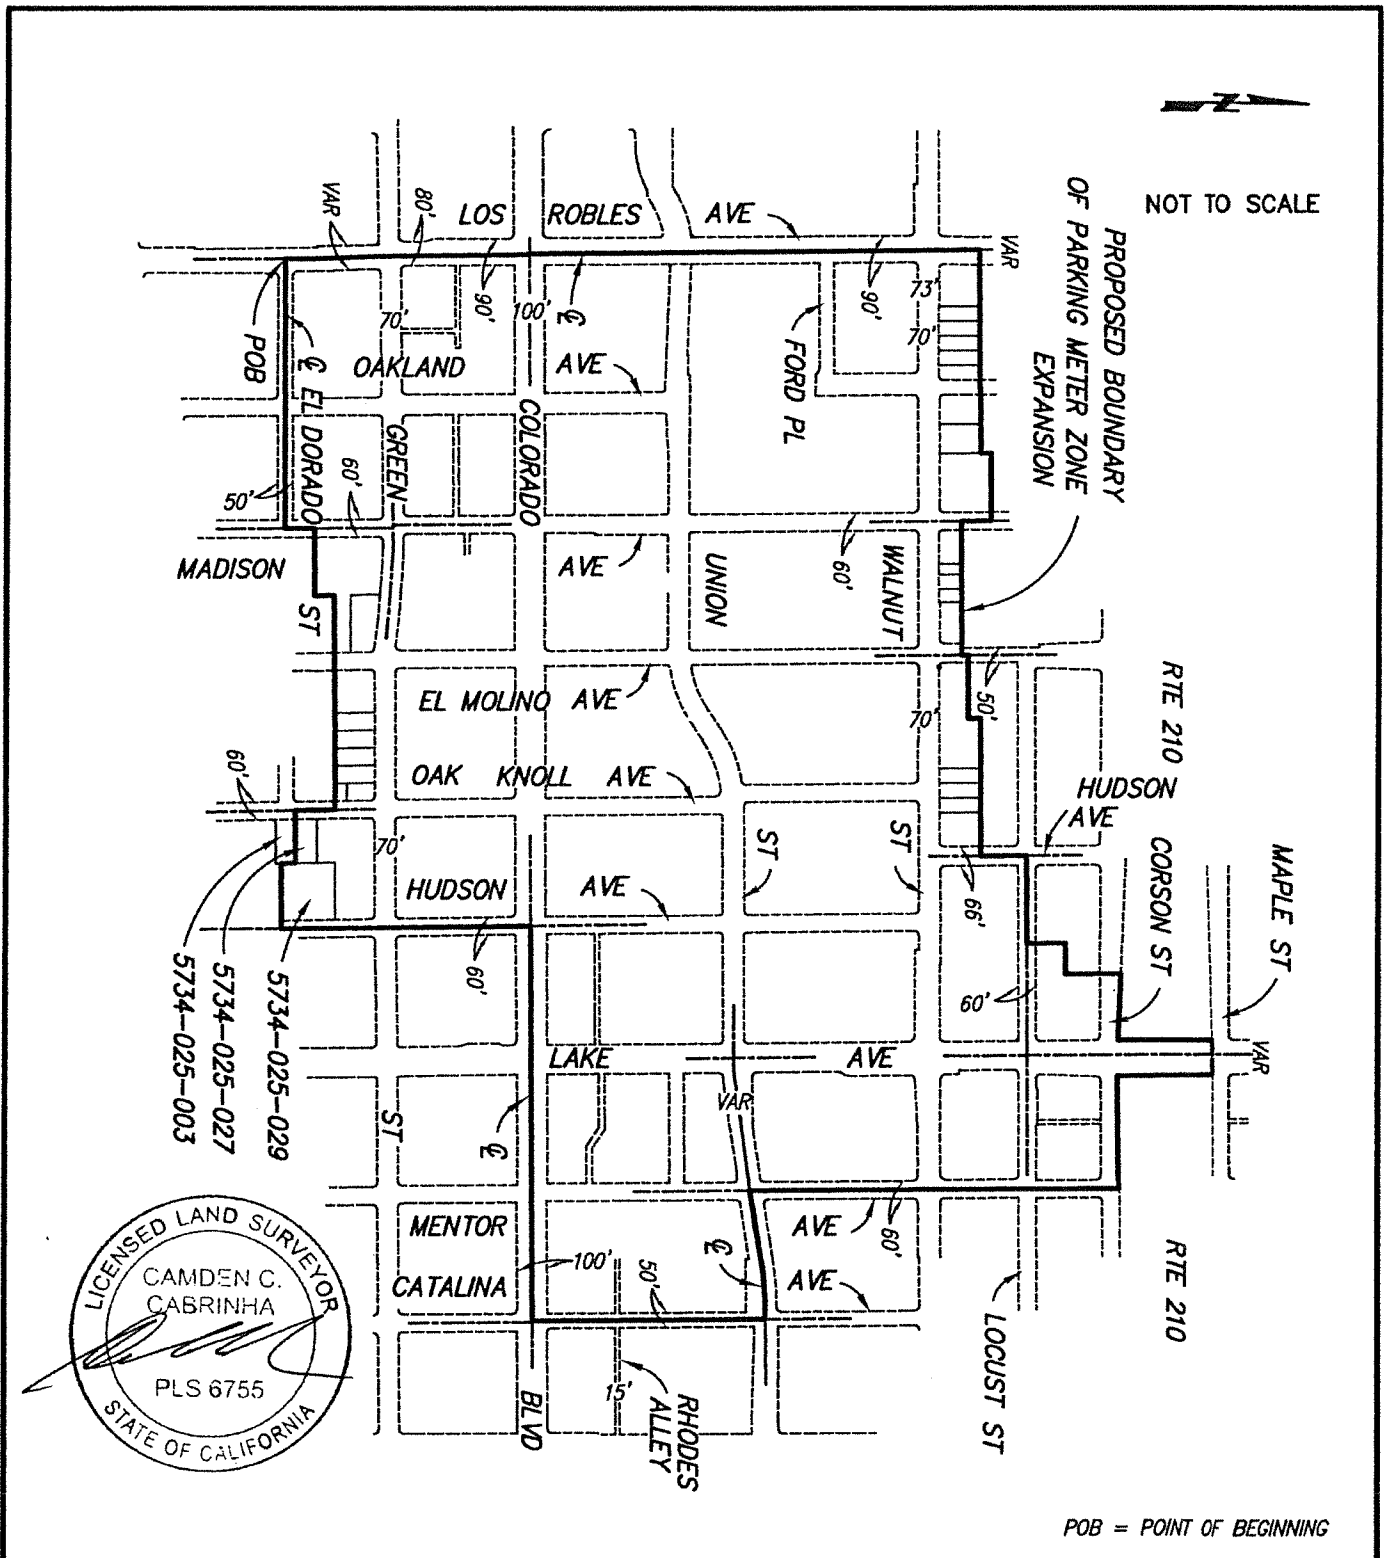 N
NOT TO SCALE
PROPOSED BOUNDARY
OF PARKING METER ZONE
EXPANSION
VAR
80'
LOS ROBLES AVE
VAR
90'
100'
℄
90'
73'
70'
POB
℄
EL DORADO
ST
70'
OAKLAND AVE
FORD PL
GREEN
ST
COLORADO
BLVD
50'
60'
MADISON AVE
UNION
ST
60'
WALNUT
ST
50'
RTE 210
EL MOLINO AVE
70'
60'
OAK KNOLL AVE
HUDSON
AVE
CORSON ST
MAPLE ST
70'
HUDSON AVE
66'
60'
60'
5734-025-003
5734-025-027
5734-025-029
LAKE AVE
VAR
℄
VAR
MENTOR AVE
60'
℄
CATALINA AVE
100'
50'
RTE 210
LOCUST ST
15'
RHODES
ALLEY
LICENSED LAND SURVEYOR
CAMDEN C.
CABRINHA
PLS 6755
STATE OF CALIFORNIA
POB = POINT OF BEGINNING